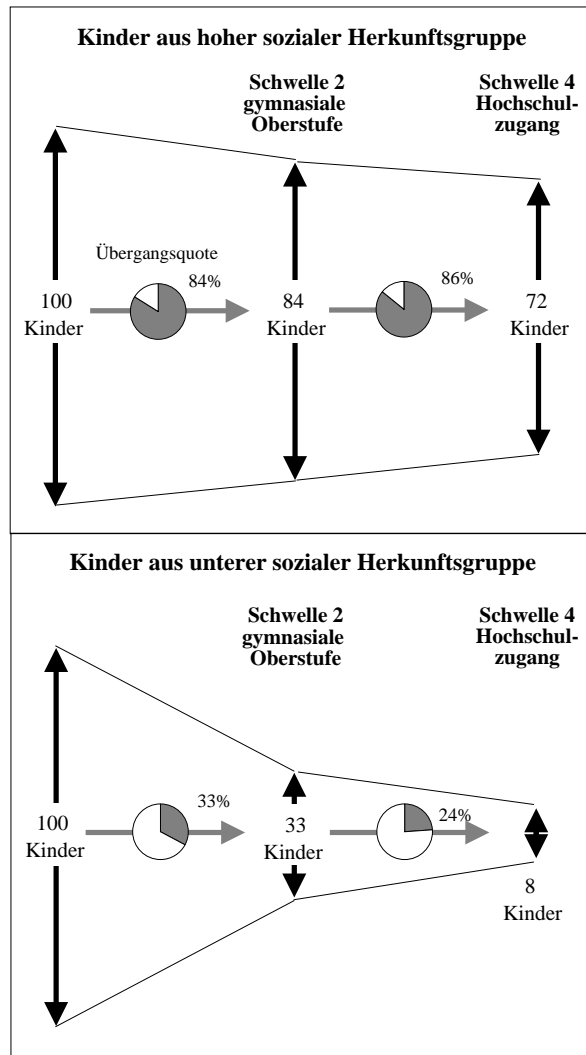 Kinder aus hoher sozialer Herkunftsgruppe
Schwelle 2
gymnasiale
Oberstufe
Schwelle 4
Hochschul-
zugang
Übergangsquote
84%
86%
100
Kinder
84
Kinder
72
Kinder
Kinder aus unterer sozialer Herkunftsgruppe
Schwelle 2
gymnasiale
Oberstufe
Schwelle 4
Hochschul-
zugang
33%
24%
100
Kinder
33
Kinder
8
Kinder